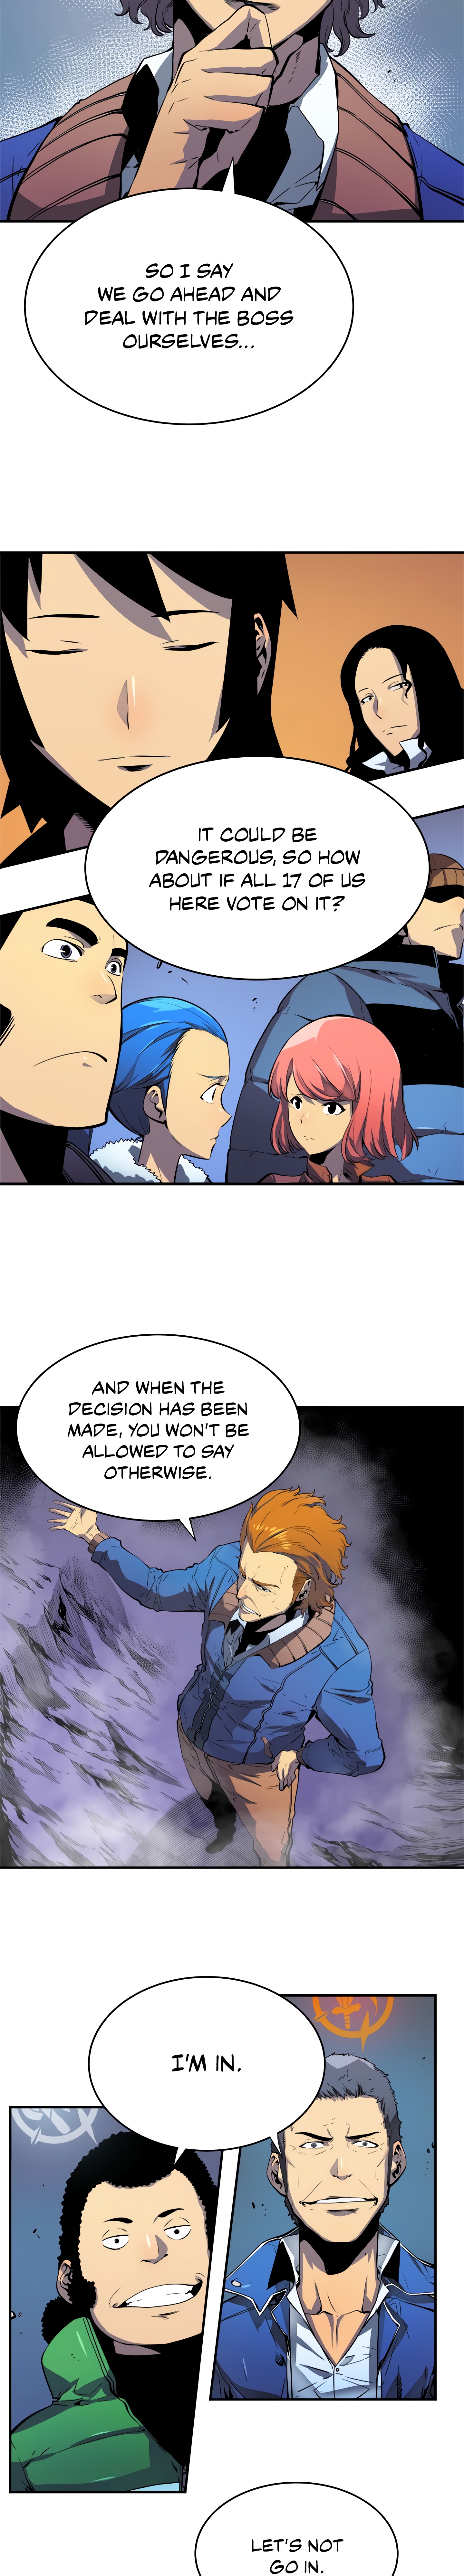 SO I SAY
WE GO AHEAD AND
DEAL WITH THE BOSS
OURSELVES...
IT COULD BE
DANGEROUS, SO HOW
ABOUT IF ALL 17 OF US
HERE VOTE ON IT?
AND WHEN THE
DECISION HAS BEEN
MADE, YOU WON'T BE
ALLOWED TO SAY
OTHERWISE.
I'M IN.
LET'S NOT
GO IN.